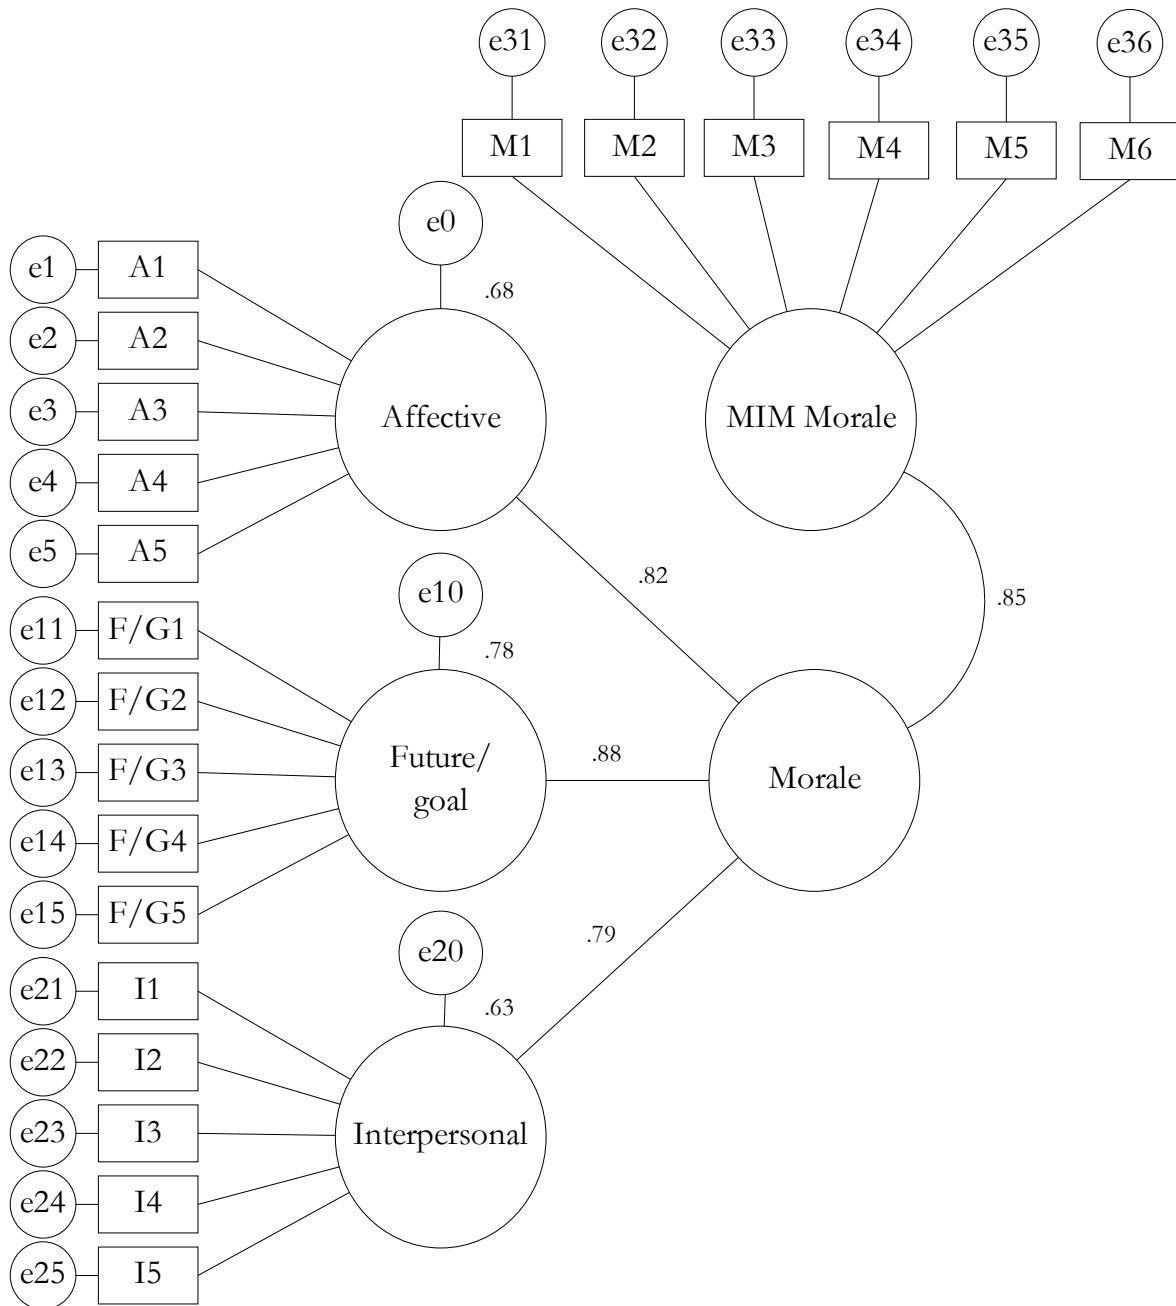 e31 e32 e33 e34 e35 e36
M1 M2 M3 M4 M5 M6
e0
.68
e1 A1
e2 A2
e3 A3
e4 A4
e5 A5
Affective
MIM Morale
.82
.85
e10
.78
e11 F/G1
e12 F/G2
e13 F/G3
e14 F/G4
e15 F/G5
Future/
goal
.88
Morale
.79
e20
.63
e21 I1
e22 I2
e23 I3
e24 I4
e25 I5
Interpersonal